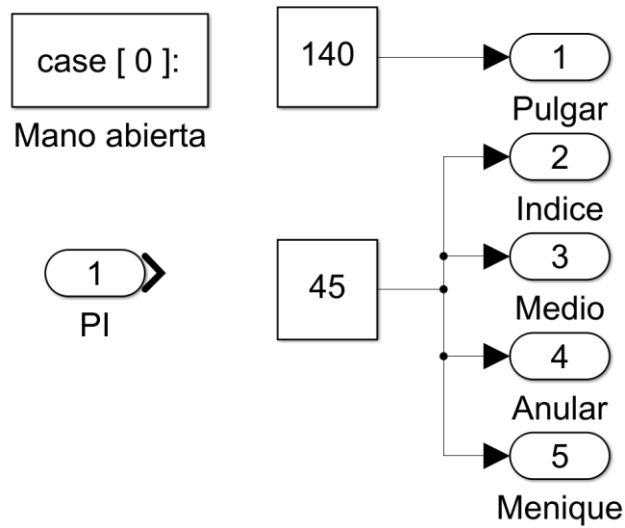 case [ 0 ]:
Mano abierta
140
1
Pulgar
2
Indice
1
PI
45
3
Medio
4
Anular
5
Menique